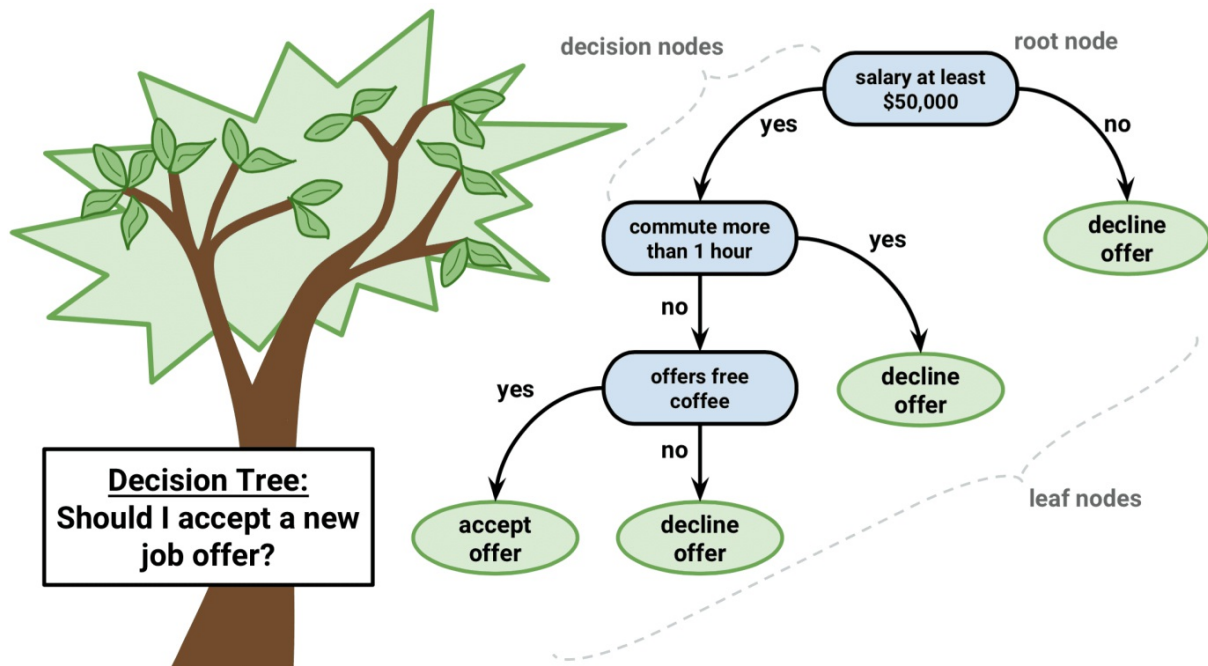 decision nodes
root node
salary at least
$50,000
yes
no
commute more
than 1 hour
yes
decline
offer
no
offers free
coffee
decline
offer
yes
no
leaf nodes
accept
offer
decline
offer
Decision Tree:
Should I accept a new
job offer?